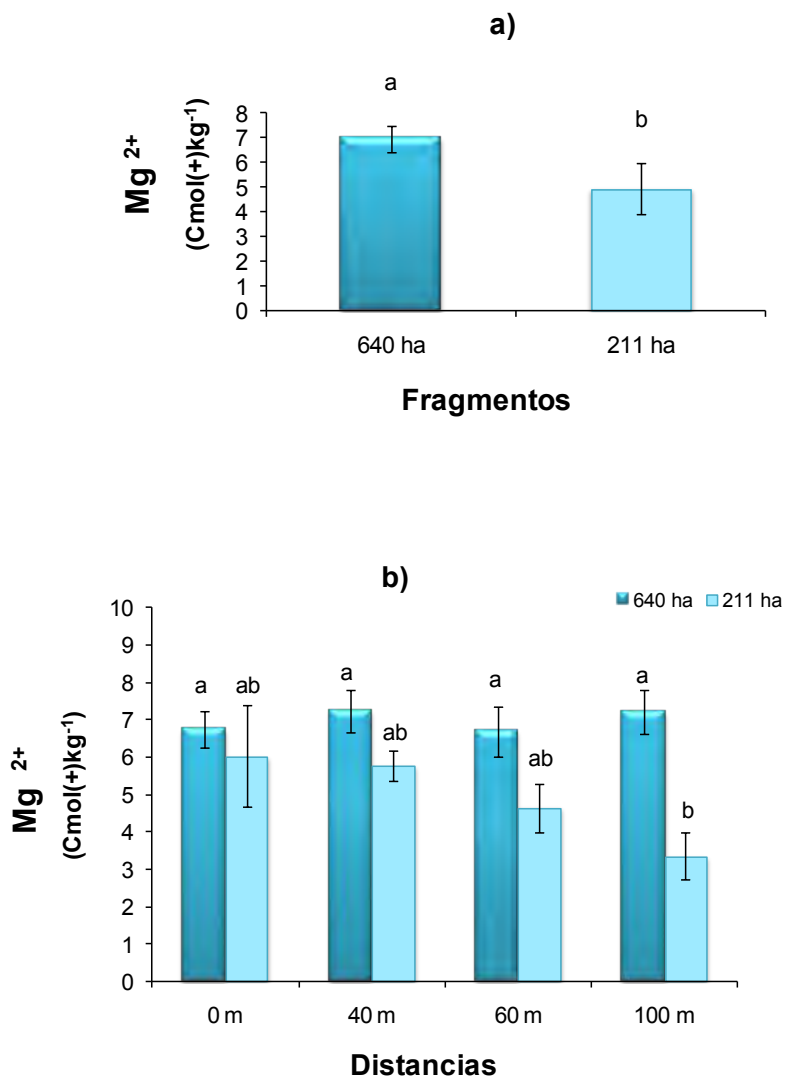 a)
a
b
8
7
6
5
4
3
2
1
0
Mg 2+
(Cmol(+)kg-1)
640 ha 211 ha
Fragmentos
b)
640 ha 211 ha
10
9
8
7
6
5
4
3
2
1
0
Mg 2+
(Cmol(+)kg-1)
a ab a ab a ab a b
0 m 40 m 60 m 100 m
Distancias